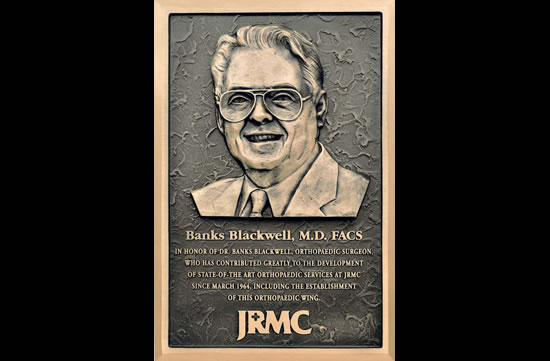 Banks Blackwell, M.D. FACS
IN HONOR OF DR. BANKS BLACKWELL, ORTHOPAEDIC SURGEON,
WHO HAS CONTRIBUTED GREATLY TO THE DEVELOPMENT
OF STATE-OF-THE ART ORTHOPAEDIC SERVICES AT JRMC
SINCE MARCH 1964, INCLUDING THE ESTABLISHMENT
OF THIS ORTHOPAEDIC WING.
JRMC